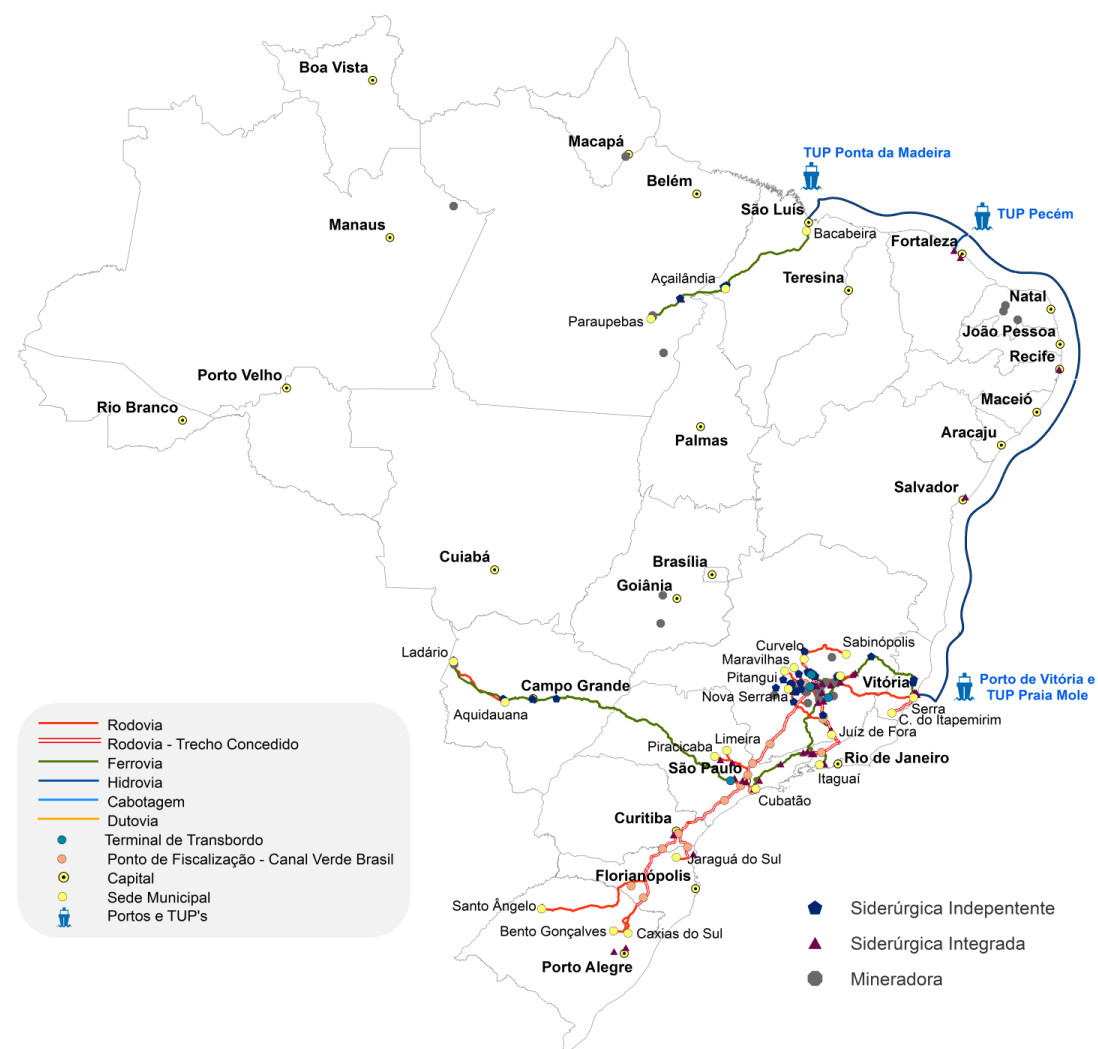 Boa Vista
Macapá
TUP Ponta da Madeira
Belém
São Luís
TUP Pecém
Manaus
Bacabeira
Fortaleza
Açailândia
Teresina
Natal
Paraupebas
João Pessoa
Recife
Porto Velho
Rio Branco
Maceió
Palmas
Aracaju
Salvador
Cuiabá
Brasília
Goiânia
Ladário
Curvelo
Sabinópolis
Maravilhas
Pitangui
Vitória
Porto de Vitória e
TUP Praia Mole
Campo Grande
Nova Serrana
Serra
Aquidauana
C. do Itapemirim
Juíz de Fora
Limeira
Piracicaba
São Paulo
Rio de Janeiro
Itaguaí
Cubatão
Curitiba
Jaraguá do Sul
Florianópolis
Santo Ângelo
Bento Gonçalves
Caxias do Sul
Porto Alegre
Rodovia
Rodovia - Trecho Concedido
Ferrovia
Hidrovia
Cabotagem
Dutovia
Terminal de Transbordo
Ponto de Fiscalização - Canal Verde Brasil
Capital
Sede Municipal
Portos e TUP's
Siderúrgica Indepentente
Siderúrgica Integrada
Mineradora